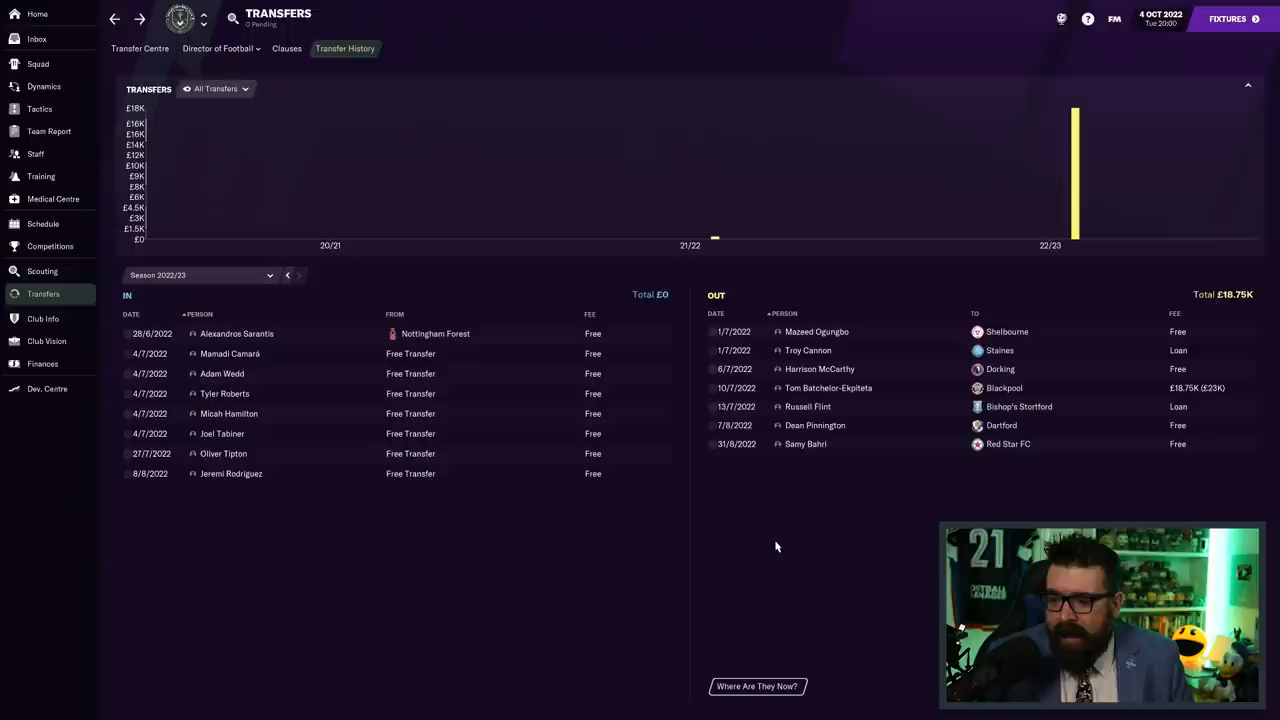 Home
Inbox
Squad
Dynamics
Tactics
Team Report
Staff
Training
Medical Centre
Schedule
Competitions
Scouting
Transfers
Club Info
Club Vision
Finances
Dev. Centre
TRANSFERS
0 Pending
4 OCT 2022
Tue 20:00
FM
FIXTURES
Transfer Centre Director of Football Clauses Transfer History
TRANSFERS All Transfers
£18K
£16K
£16K
£14K
£12K
£10K
£9K
£8K
£6K
£4.5K
£3K
£1.5K
£0
20/21 21/22 22/23
Season 2022/23
IN Total £0
DATE PERSON FROM FEE
28/6/2022 Alexandros Sarantis Nottingham Forest Free
4/7/2022 Mamadi Camará Free Transfer Free
4/7/2022 Adam Wedd Free Transfer Free
4/7/2022 Tyler Roberts Free Transfer Free
4/7/2022 Micah Hamilton Free Transfer Free
4/7/2022 Joel Tabiner Free Transfer Free
27/7/2022 Oliver Tipton Free Transfer Free
8/8/2022 Jeremi Rodriguez Free Transfer Free
OUT Total £18.75K
DATE PERSON TO FEE
1/7/2022 Mazeed Ogungbo Shelbourne Free
1/7/2022 Troy Cannon Staines Loan
6/7/2022 Harrison McCarthy Dorking Free
10/7/2022 Tom Batchelor-Ekpiteta Blackpool £18.75K (£23K)
13/7/2022 Russell Flint Bishop's Stortford Loan
7/8/2022 Dean Pinnington Dartford Free
31/8/2022 Samy Bahri Red Star FC Free
Where Are They Now?
21
FOOTBALL
MANAGER